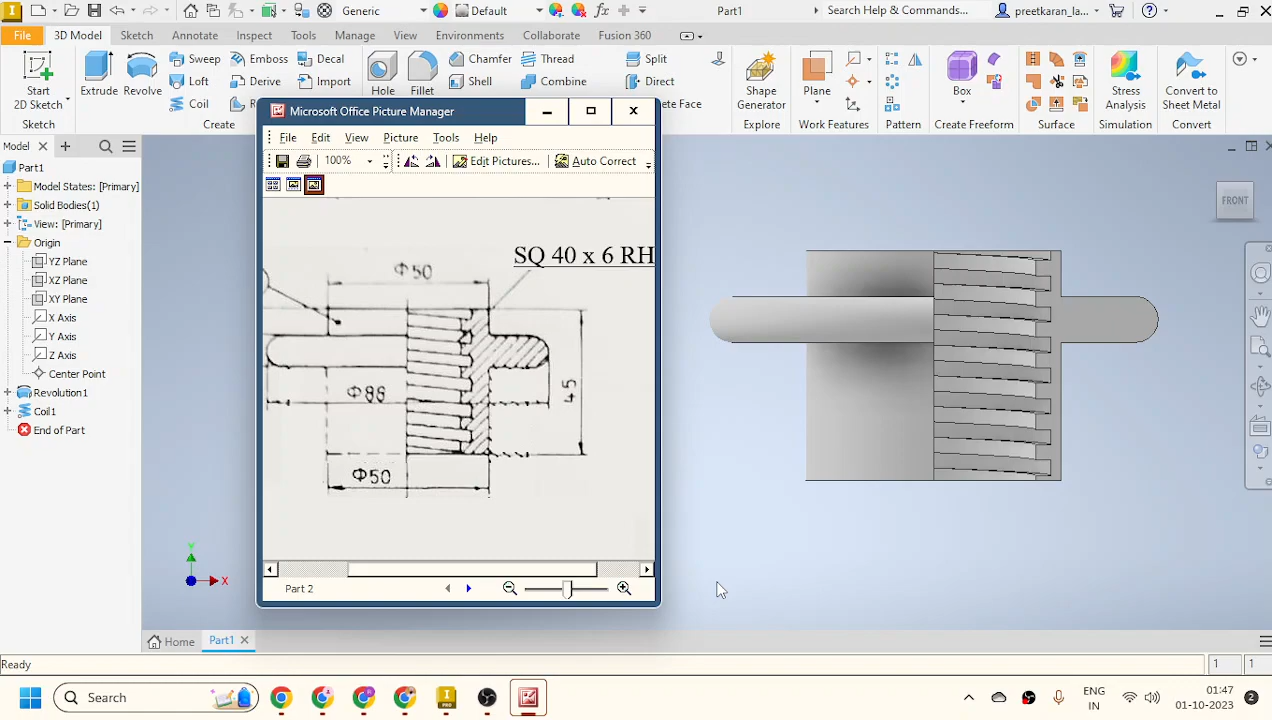 Generic
Default
Part1
Search Help & Commands...
preetkaran_la...
File
3D Model
Sketch
Annotate
Inspect
Tools
Manage
View
Environments
Collaborate
Fusion 360
Start
2D Sketch
Extrude
Revolve
Sweep
Loft
Coil
Emboss
Derive
Decal
Import
Hole
Fillet
Chamfer
Shell
Thread
Combine
Split
Direct
Shape
Generator
Plane
Box
Stress
Analysis
Convert to
Sheet Metal
Sketch
Create
Explore
Work Features
Pattern
Create Freeform
Surface
Simulation
Convert
Model
Part1
Model States: [Primary]
Solid Bodies(1)
View: [Primary]
Origin
YZ Plane
XZ Plane
XY Plane
X Axis
Y Axis
Z Axis
Center Point
Revolution1
Coil1
End of Part
Microsoft Office Picture Manager
File Edit View Picture Tools Help
100%
Edit Pictures...
Auto Correct
SQ 40 x 6 RH
Φ50
Φ86
45
Φ50
Part 2
FRONT
Y
X
Home
Part1
Ready
1
1
Search
PRO
ENG
IN
01:47
01-10-2023
2